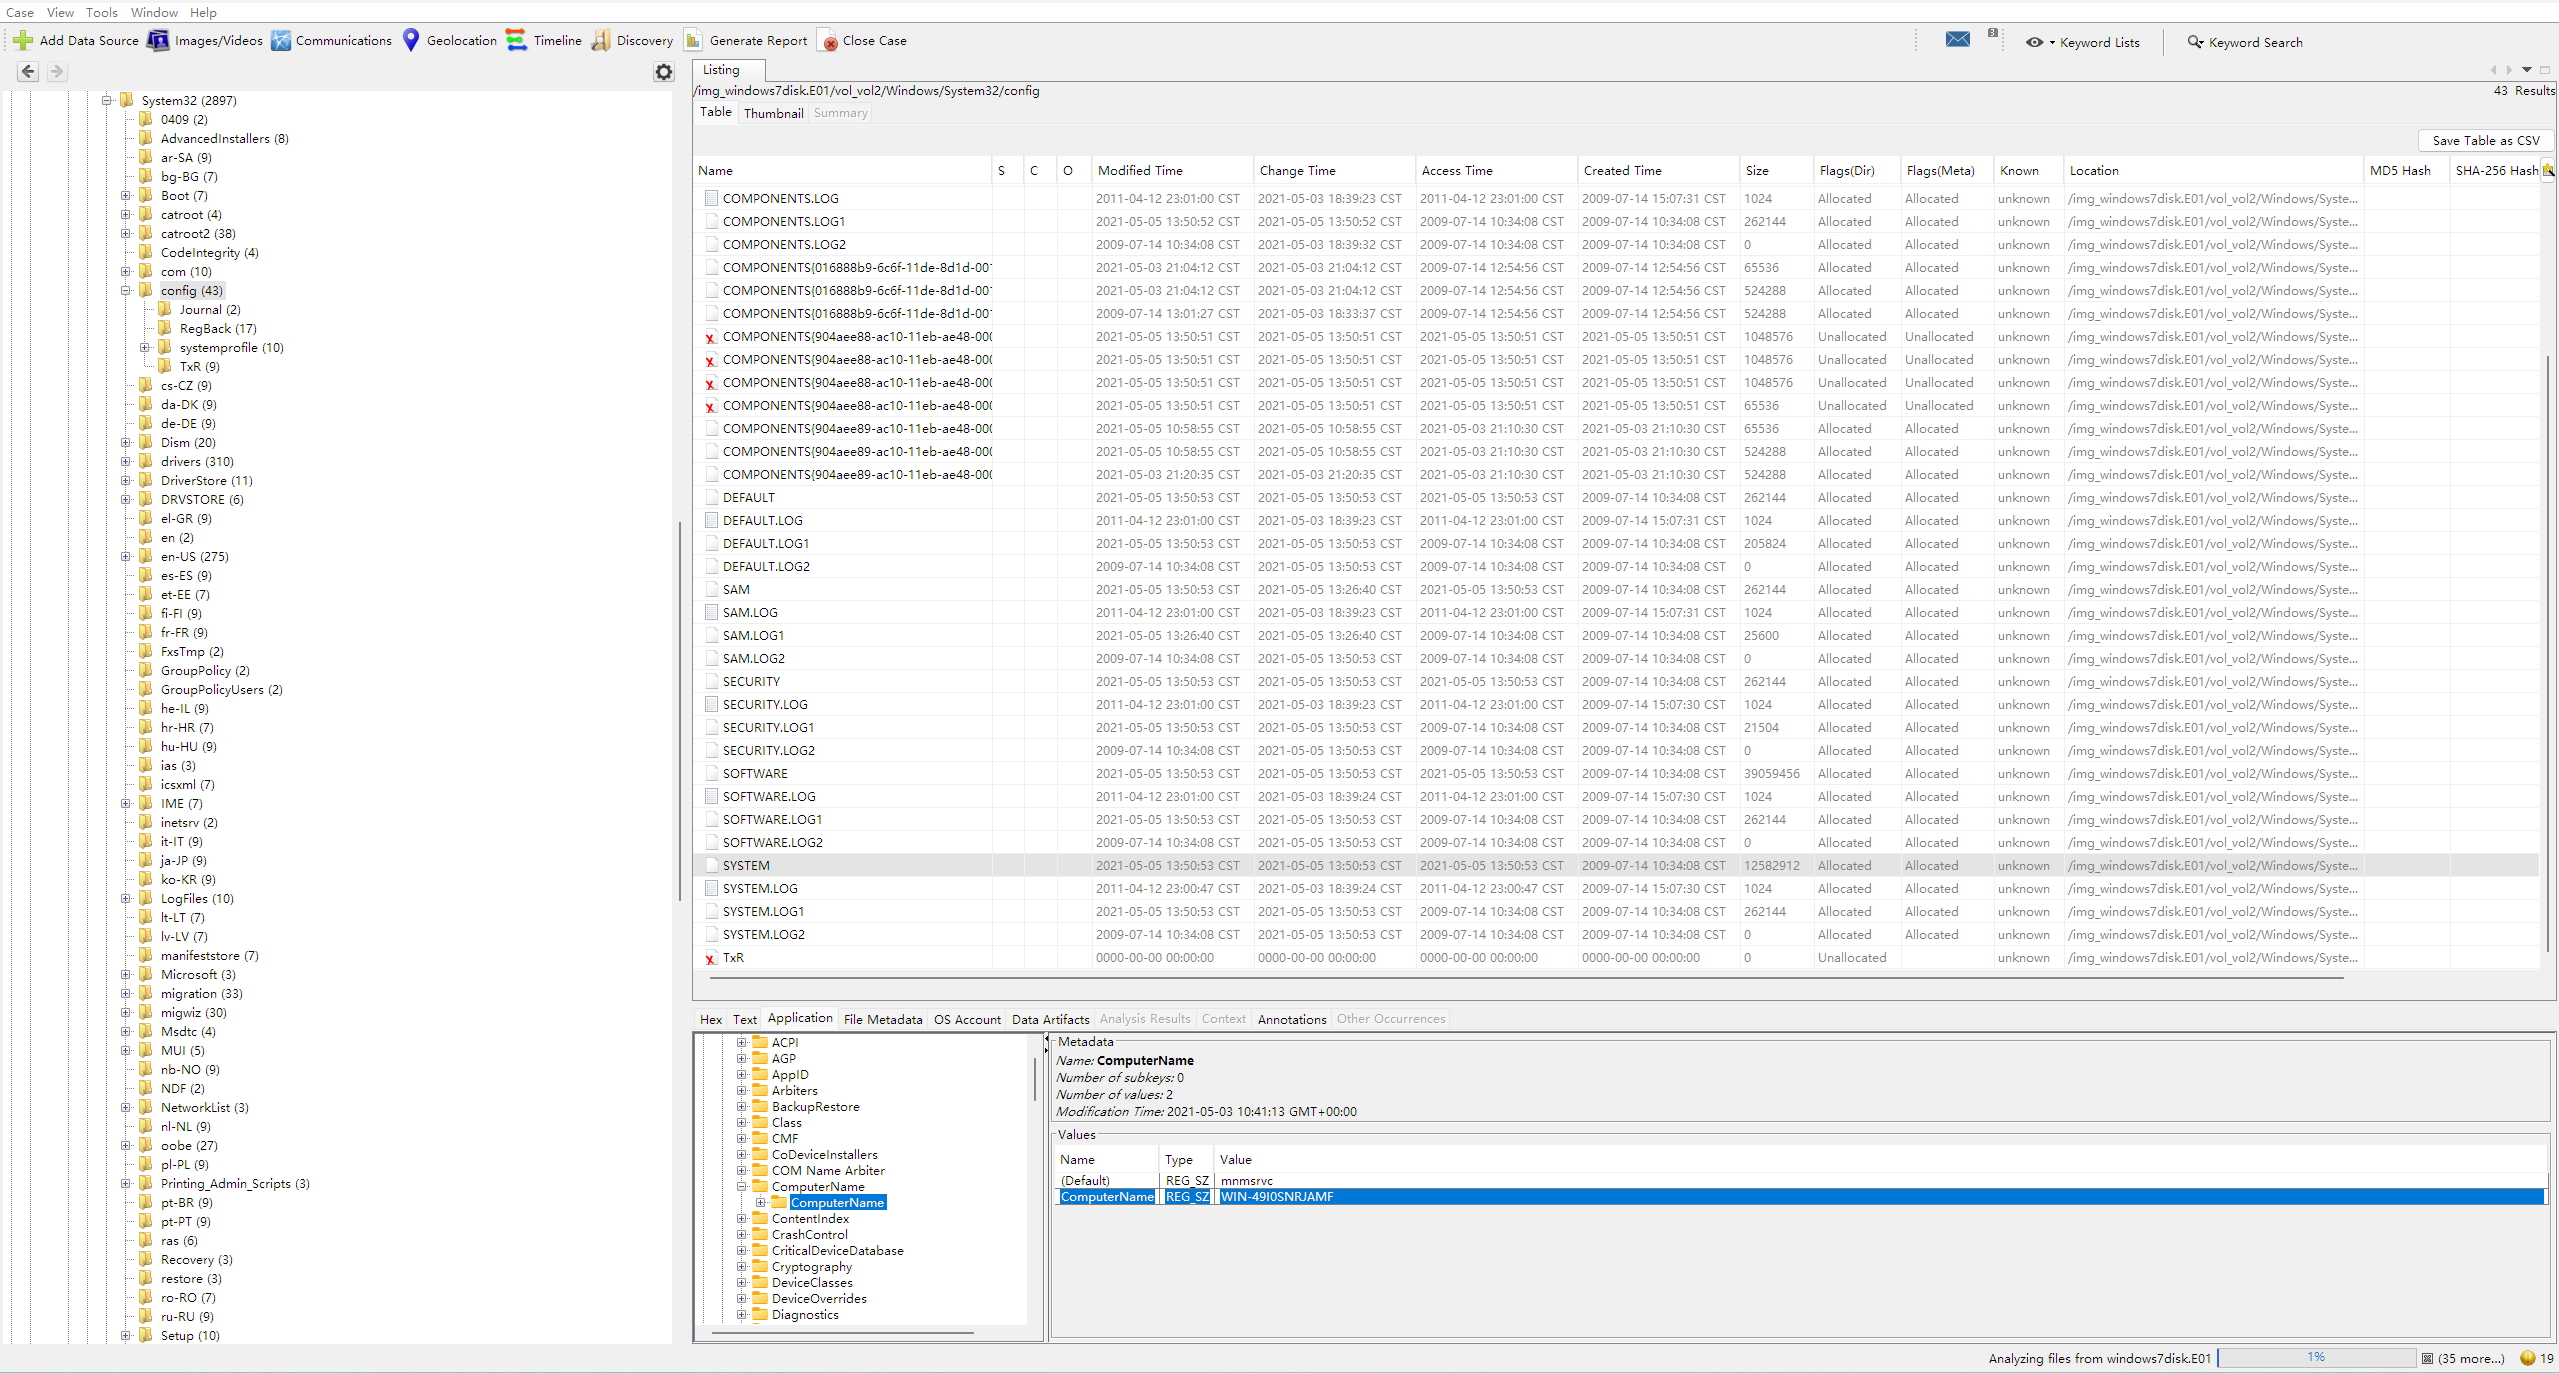 Case View Tools Window Help
Add Data Source Images/Videos Communications Geolocation Timeline Discovery Generate Report Close Case 3 Keyword Lists Keyword Search
System32 (2897)
0409 (2)
AdvancedInstallers (8)
ar-SA (9)
bg-BG (7)
Boot (7)
catroot (4)
catroot2 (38)
CodeIntegrity (4)
com (10)
config (43)
Journal (2)
RegBack (17)
systemprofile (10)
TxR (9)
cs-CZ (9)
da-DK (9)
de-DE (9)
Dism (20)
drivers (310)
DriverStore (11)
DRVSTORE (6)
el-GR (9)
en (2)
en-US (275)
es-ES (9)
et-EE (7)
fi-FI (9)
fr-FR (9)
FxsTmp (2)
GroupPolicy (2)
GroupPolicyUsers (2)
he-IL (9)
hr-HR (7)
hu-HU (9)
ias (3)
icsxml (7)
IME (7)
inetsrv (2)
it-IT (9)
ja-JP (9)
ko-KR (9)
LogFiles (10)
lt-LT (7)
lv-LV (7)
manifeststore (7)
Microsoft (3)
migration (33)
migwiz (30)
Msdtc (4)
MUI (5)
nb-NO (9)
NDF (2)
NetworkList (3)
nl-NL (9)
oobe (27)
pl-PL (9)
Printing_Admin_Scripts (3)
pt-BR (9)
pt-PT (9)
ras (6)
Recovery (3)
restore (3)
ro-RO (7)
ru-RU (9)
Setup (10)
Listing
/img_windows7disk.E01/vol_vol2/Windows/System32/config 43 Results
Table Thumbnail Summary
Save Table as CSV
Name S C O Modified Time Change Time Access Time Created Time Size Flags(Dir) Flags(Meta) Known Location MD5 Hash SHA-256 Hash
COMPONENTS.LOG 2011-04-12 23:01:00 CST 2021-05-03 18:39:23 CST 2011-04-12 23:01:00 CST 2009-07-14 15:07:31 CST 1024 Allocated Allocated unknown /img_windows7disk.E01/vol_vol2/Windows/Syste...
COMPONENTS.LOG1 2021-05-05 13:50:52 CST 2021-05-05 13:50:52 CST 2009-07-14 10:34:08 CST 2009-07-14 10:34:08 CST 262144 Allocated Allocated unknown /img_windows7disk.E01/vol_vol2/Windows/Syste...
COMPONENTS.LOG2 2009-07-14 10:34:08 CST 2021-05-03 18:39:32 CST 2009-07-14 10:34:08 CST 2009-07-14 10:34:08 CST 0 Allocated Allocated unknown /img_windows7disk.E01/vol_vol2/Windows/Syste...
COMPONENTS{016888b9-6c6f-11de-8d1d-001 2021-05-03 21:04:12 CST 2021-05-03 21:04:12 CST 2009-07-14 12:54:56 CST 2009-07-14 12:54:56 CST 65536 Allocated Allocated unknown /img_windows7disk.E01/vol_vol2/Windows/Syste...
COMPONENTS{016888b9-6c6f-11de-8d1d-001 2021-05-03 21:04:12 CST 2021-05-03 21:04:12 CST 2009-07-14 12:54:56 CST 2009-07-14 12:54:56 CST 524288 Allocated Allocated unknown /img_windows7disk.E01/vol_vol2/Windows/Syste...
COMPONENTS{016888b9-6c6f-11de-8d1d-001 2009-07-14 13:01:27 CST 2021-05-03 18:33:37 CST 2009-07-14 12:54:56 CST 2009-07-14 12:54:56 CST 524288 Allocated Allocated unknown /img_windows7disk.E01/vol_vol2/Windows/Syste...
COMPONENTS{904aee88-ac10-11eb-ae48-000 2021-05-05 13:50:51 CST 2021-05-05 13:50:51 CST 2021-05-05 13:50:51 CST 2021-05-05 13:50:51 CST 1048576 Unallocated Unallocated unknown /img_windows7disk.E01/vol_vol2/Windows/Syste...
COMPONENTS{904aee88-ac10-11eb-ae48-000 2021-05-05 13:50:51 CST 2021-05-05 13:50:51 CST 2021-05-05 13:50:51 CST 2021-05-05 13:50:51 CST 1048576 Unallocated Unallocated unknown /img_windows7disk.E01/vol_vol2/Windows/Syste...
COMPONENTS{904aee88-ac10-11eb-ae48-000 2021-05-05 13:50:51 CST 2021-05-05 13:50:51 CST 2021-05-05 13:50:51 CST 2021-05-05 13:50:51 CST 1048576 Unallocated Unallocated unknown /img_windows7disk.E01/vol_vol2/Windows/Syste...
COMPONENTS{904aee88-ac10-11eb-ae48-000 2021-05-05 13:50:51 CST 2021-05-05 13:50:51 CST 2021-05-05 13:50:51 CST 2021-05-05 13:50:51 CST 65536 Unallocated Unallocated unknown /img_windows7disk.E01/vol_vol2/Windows/Syste...
COMPONENTS{904aee89-ac10-11eb-ae48-000 2021-05-05 10:58:55 CST 2021-05-05 10:58:55 CST 2021-05-03 21:10:30 CST 2021-05-03 21:10:30 CST 65536 Allocated Allocated unknown /img_windows7disk.E01/vol_vol2/Windows/Syste...
COMPONENTS{904aee89-ac10-11eb-ae48-000 2021-05-05 10:58:55 CST 2021-05-05 10:58:55 CST 2021-05-03 21:10:30 CST 2021-05-03 21:10:30 CST 524288 Allocated Allocated unknown /img_windows7disk.E01/vol_vol2/Windows/Syste...
COMPONENTS{904aee89-ac10-11eb-ae48-000 2021-05-03 21:20:35 CST 2021-05-03 21:20:35 CST 2021-05-03 21:10:30 CST 2021-05-03 21:10:30 CST 524288 Allocated Allocated unknown /img_windows7disk.E01/vol_vol2/Windows/Syste...
DEFAULT 2021-05-05 13:50:53 CST 2021-05-05 13:50:53 CST 2021-05-05 13:50:53 CST 2009-07-14 10:34:08 CST 262144 Allocated Allocated unknown /img_windows7disk.E01/vol_vol2/Windows/Syste...
DEFAULT.LOG 2011-04-12 23:01:00 CST 2021-05-03 18:39:23 CST 2011-04-12 23:01:00 CST 2009-07-14 15:07:31 CST 1024 Allocated Allocated unknown /img_windows7disk.E01/vol_vol2/Windows/Syste...
DEFAULT.LOG1 2021-05-05 13:50:53 CST 2021-05-05 13:50:53 CST 2009-07-14 10:34:08 CST 2009-07-14 10:34:08 CST 205824 Allocated Allocated unknown /img_windows7disk.E01/vol_vol2/Windows/Syste...
DEFAULT.LOG2 2009-07-14 10:34:08 CST 2021-05-05 13:50:53 CST 2009-07-14 10:34:08 CST 2009-07-14 10:34:08 CST 0 Allocated Allocated unknown /img_windows7disk.E01/vol_vol2/Windows/Syste...
SAM 2021-05-05 13:50:53 CST 2021-05-05 13:26:40 CST 2021-05-05 13:50:53 CST 2009-07-14 10:34:08 CST 262144 Allocated Allocated unknown /img_windows7disk.E01/vol_vol2/Windows/Syste...
SAM.LOG 2011-04-12 23:01:00 CST 2021-05-03 18:39:23 CST 2011-04-12 23:01:00 CST 2009-07-14 15:07:31 CST 1024 Allocated Allocated unknown /img_windows7disk.E01/vol_vol2/Windows/Syste...
SAM.LOG1 2021-05-05 13:26:40 CST 2021-05-05 13:26:40 CST 2009-07-14 10:34:08 CST 2009-07-14 10:34:08 CST 25600 Allocated Allocated unknown /img_windows7disk.E01/vol_vol2/Windows/Syste...
SAM.LOG2 2009-07-14 10:34:08 CST 2021-05-05 13:50:53 CST 2009-07-14 10:34:08 CST 2009-07-14 10:34:08 CST 0 Allocated Allocated unknown /img_windows7disk.E01/vol_vol2/Windows/Syste...
SECURITY 2021-05-05 13:50:53 CST 2021-05-05 13:50:53 CST 2021-05-05 13:50:53 CST 2009-07-14 10:34:08 CST 262144 Allocated Allocated unknown /img_windows7disk.E01/vol_vol2/Windows/Syste...
SECURITY.LOG 2011-04-12 23:01:00 CST 2021-05-03 18:39:23 CST 2011-04-12 23:01:00 CST 2009-07-14 15:07:30 CST 1024 Allocated Allocated unknown /img_windows7disk.E01/vol_vol2/Windows/Syste...
SECURITY.LOG1 2021-05-05 13:50:53 CST 2021-05-05 13:50:53 CST 2009-07-14 10:34:08 CST 2009-07-14 10:34:08 CST 21504 Allocated Allocated unknown /img_windows7disk.E01/vol_vol2/Windows/Syste...
SECURITY.LOG2 2009-07-14 10:34:08 CST 2021-05-05 13:50:53 CST 2009-07-14 10:34:08 CST 2009-07-14 10:34:08 CST 0 Allocated Allocated unknown /img_windows7disk.E01/vol_vol2/Windows/Syste...
SOFTWARE 2021-05-05 13:50:53 CST 2021-05-05 13:50:53 CST 2021-05-05 13:50:53 CST 2009-07-14 10:34:08 CST 39059456 Allocated Allocated unknown /img_windows7disk.E01/vol_vol2/Windows/Syste...
SOFTWARE.LOG 2011-04-12 23:01:00 CST 2021-05-03 18:39:24 CST 2011-04-12 23:01:00 CST 2009-07-14 15:07:30 CST 1024 Allocated Allocated unknown /img_windows7disk.E01/vol_vol2/Windows/Syste...
SOFTWARE.LOG1 2021-05-05 13:50:53 CST 2021-05-05 13:50:53 CST 2009-07-14 10:34:08 CST 2009-07-14 10:34:08 CST 262144 Allocated Allocated unknown /img_windows7disk.E01/vol_vol2/Windows/Syste...
SOFTWARE.LOG2 2009-07-14 10:34:08 CST 2021-05-05 13:50:53 CST 2009-07-14 10:34:08 CST 2009-07-14 10:34:08 CST 0 Allocated Allocated unknown /img_windows7disk.E01/vol_vol2/Windows/Syste...
SYSTEM 2021-05-05 13:50:53 CST 2021-05-05 13:50:53 CST 2021-05-05 13:50:53 CST 2009-07-14 10:34:08 CST 12582912 Allocated Allocated unknown /img_windows7disk.E01/vol_vol2/Windows/Syste...
SYSTEM.LOG 2011-04-12 23:00:47 CST 2021-05-03 18:39:24 CST 2011-04-12 23:00:47 CST 2009-07-14 15:07:30 CST 1024 Allocated Allocated unknown /img_windows7disk.E01/vol_vol2/Windows/Syste...
SYSTEM.LOG1 2021-05-05 13:50:53 CST 2021-05-05 13:50:53 CST 2009-07-14 10:34:08 CST 2009-07-14 10:34:08 CST 262144 Allocated Allocated unknown /img_windows7disk.E01/vol_vol2/Windows/Syste...
SYSTEM.LOG2 2009-07-14 10:34:08 CST 2021-05-05 13:50:53 CST 2009-07-14 10:34:08 CST 2009-07-14 10:34:08 CST 0 Allocated Allocated unknown /img_windows7disk.E01/vol_vol2/Windows/Syste...
TxR 0000-00-00 00:00:00 0000-00-00 00:00:00 0000-00-00 00:00:00 0000-00-00 00:00:00 0 Unallocated unknown /img_windows7disk.E01/vol_vol2/Windows/Syste...
Hex Text Application File Metadata OS Account Data Artifacts Analysis Results Context Annotations Other Occurrences
ACPI
AGP
AppID
Arbiters
BackupRestore
Class
CMF
CoDeviceInstallers
COM Name Arbiter
ComputerName
ComputerName
ContentIndex
CrashControl
CriticalDeviceDatabase
Cryptography
DeviceClasses
DeviceOverrides
Diagnostics
Metadata
Name: ComputerName
Number of subkeys: 0
Number of values: 2
Modification Time: 2021-05-03 10:41:13 GMT+00:00
Values
Name Type Value
(Default) REG_SZ mnmsrvc
ComputerName REG_SZ WIN-49I0SNRJAMF
Analyzing files from windows7disk.E01 1% (35 more...) 19